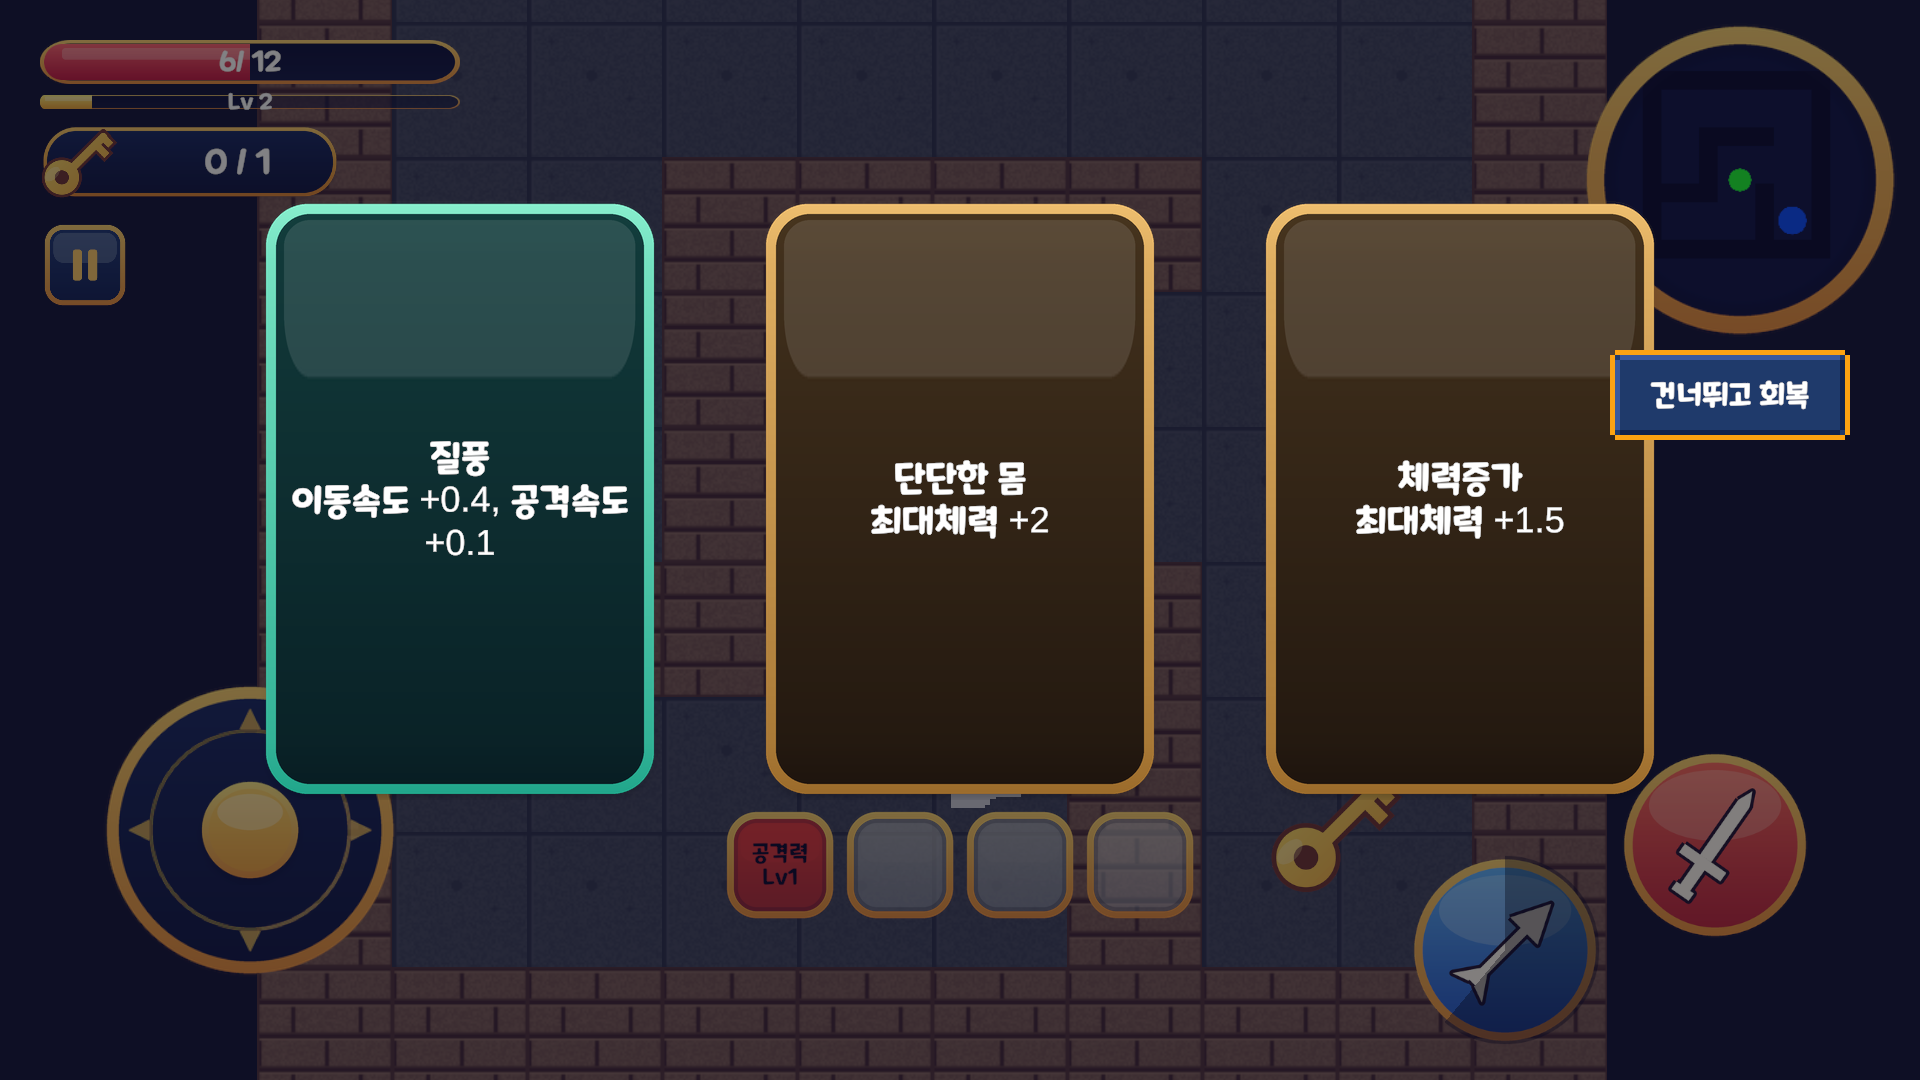 6/12
Lv 2
0/1
질풍
이동속도 +0.4, 공격속도
+0.1
단단한 몸
최대체력 +2
체력증가
최대체력 +1.5
건너뛰고 회복
공격력
Lv1